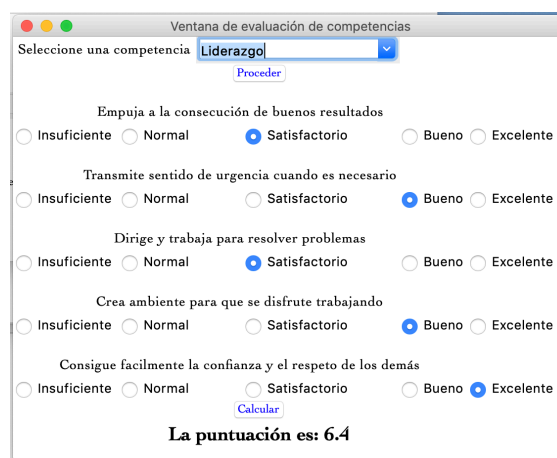 Ventana de evaluación de competencias
Seleccione una competencia Liderazgo
Proceder
Empuja a la consecución de buenos resultados
Insuficiente Normal Satisfactorio Bueno Excelente
Transmite sentido de urgencia cuando es necesario
Insuficiente Normal Satisfactorio Bueno Excelente
Dirige y trabaja para resolver problemas
Insuficiente Normal Satisfactorio Bueno Excelente
Crea ambiente para que se disfrute trabajando
Insuficiente Normal Satisfactorio Bueno Excelente
Consigue facilmente la confianza y el respeto de los demás
Insuficiente Normal Satisfactorio Bueno Excelente
Calcular
La puntuación es: 6.4